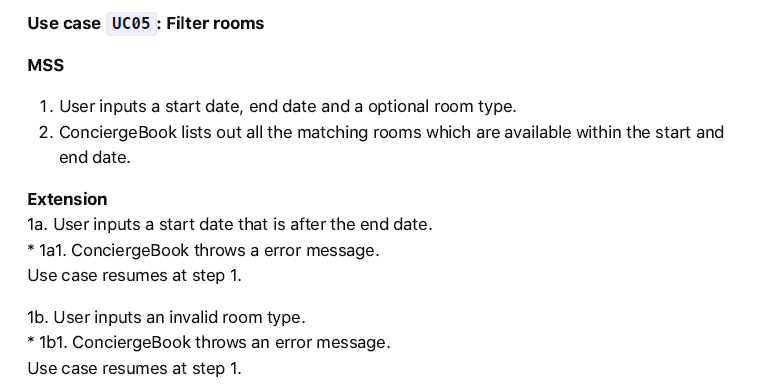 Use case UC05 : Filter rooms
MSS
1. User inputs a start date, end date and a optional room type.
2. ConciergeBook lists out all the matching rooms which are available within the start and
end date.
Extension
1a. User inputs a start date that is after the end date.
* 1a1. ConciergeBook throws a error message.
Use case resumes at step 1.
1b. User inputs an invalid room type.
* 1b1. ConciergeBook throws an error message.
Use case resumes at step 1.